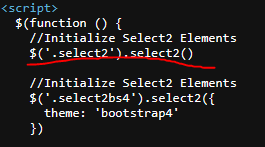 <script>
$(function () {
//Initialize Select2 Elements
$('.select2').select2()
//Initialize Select2 Elements
$('.select2bs4').select2({
theme: 'bootstrap4'
})